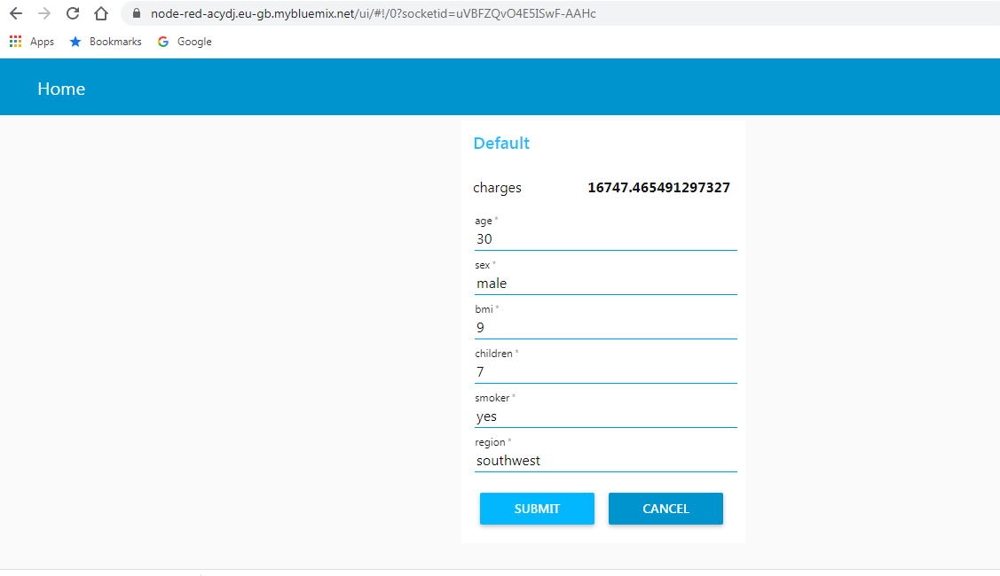 node-red-acydj.eu-gb.mybluemix.net/ui/#!/0?socketid=uVBFZQvO4E5ISwF-AAHc
Apps Bookmarks Google
Home
Default
charges 16747.465491297327
age *
30
sex *
male
bmi *
9
children *
7
smoker *
yes
region *
southwest
SUBMIT CANCEL